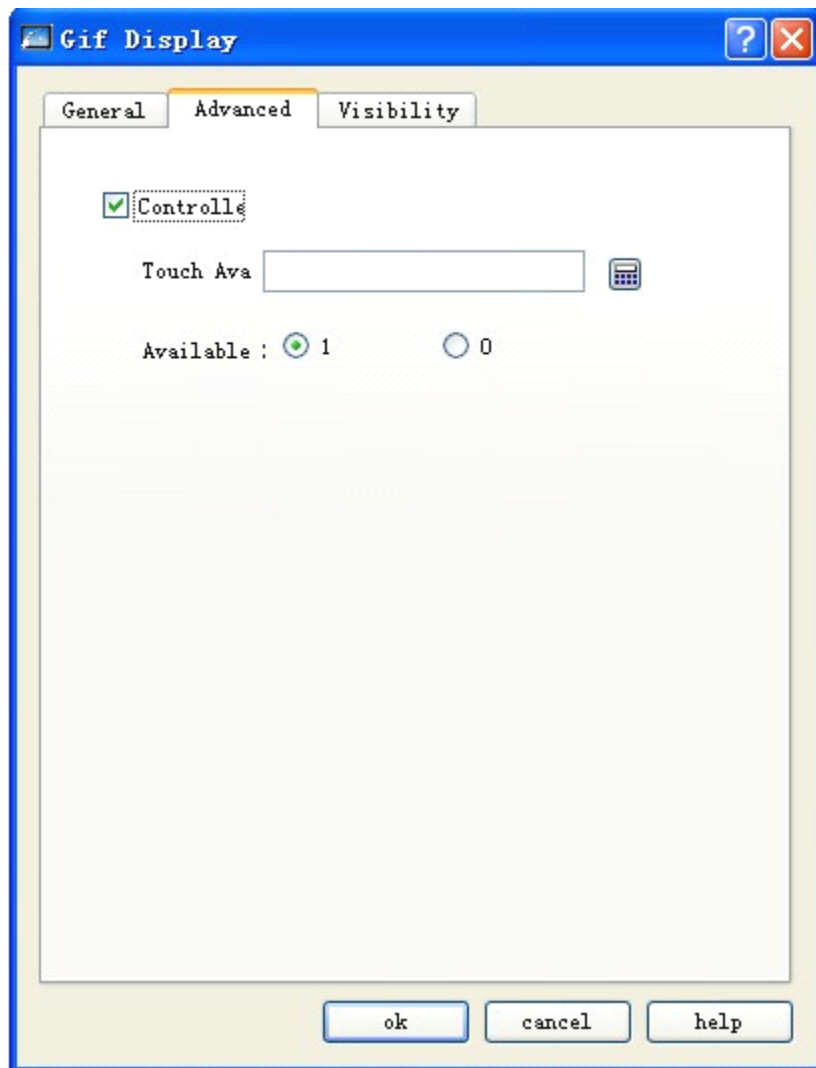 Gif Display
General Advanced Visibility
Controlle
Touch Ava
Available : 1 0
ok cancel help